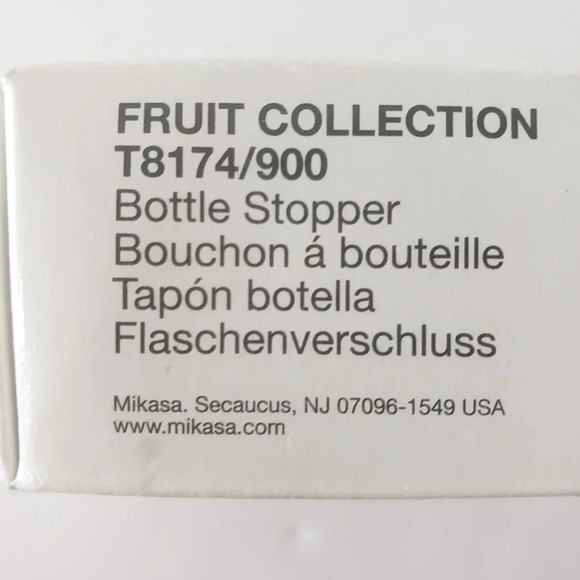 FRUIT COLLECTION
T8174/900
Bottle Stopper
Bouchon á bouteille
Tapón botella
Flaschenverschluss
Mikasa. Secaucus, NJ 07096-1549 USA
www.mikasa.com